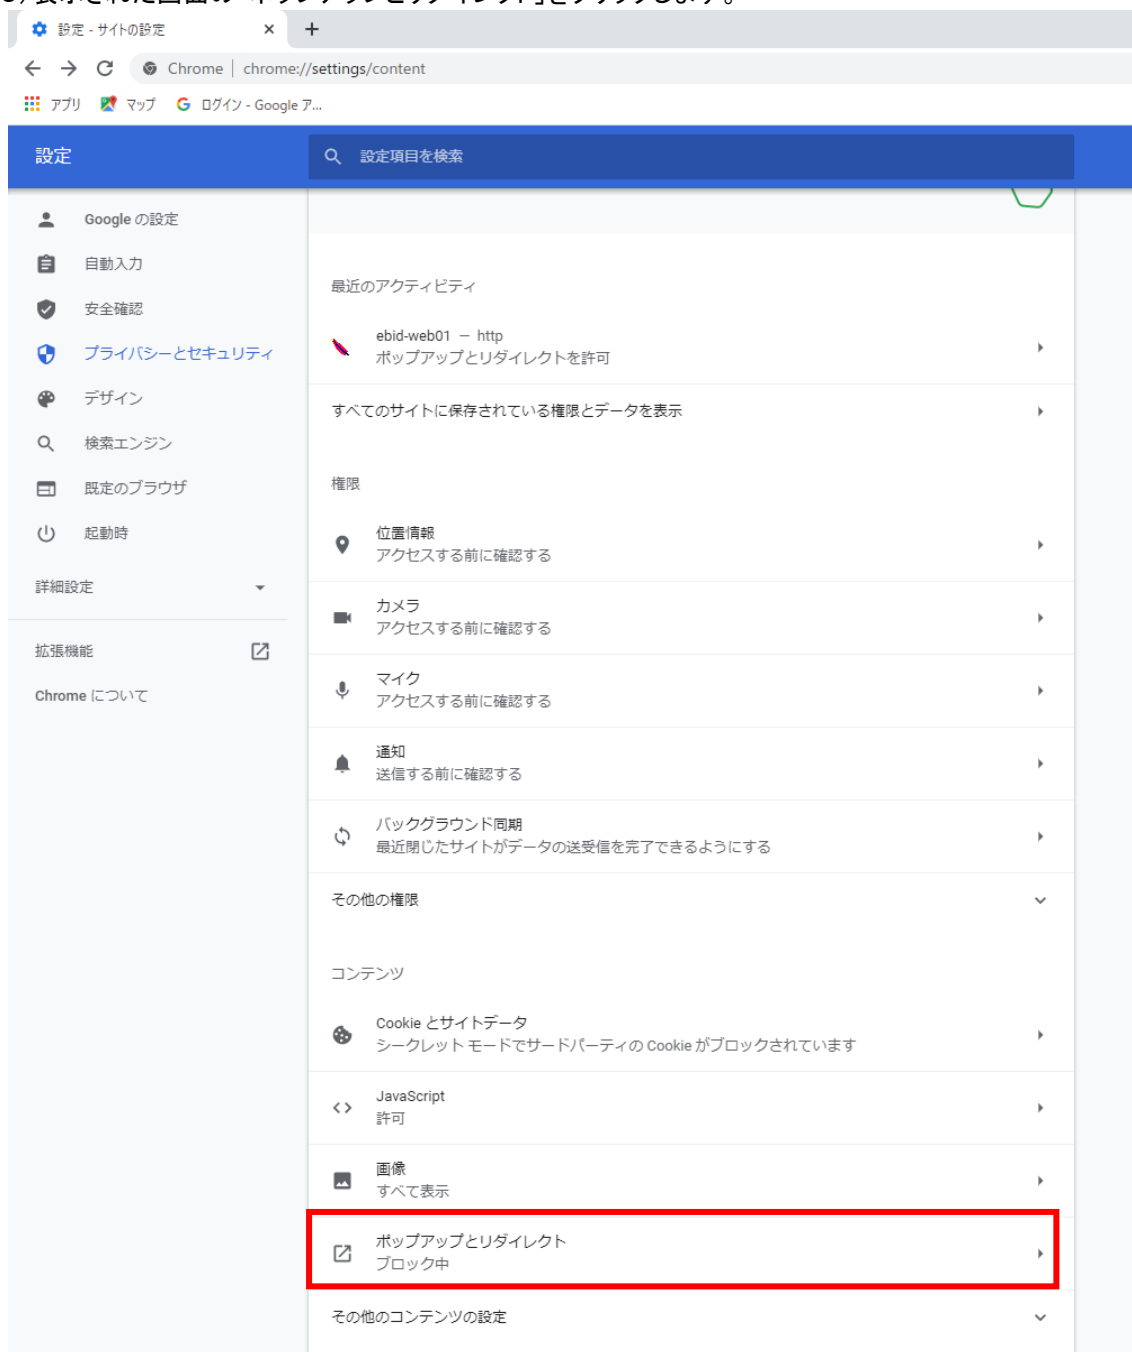 設定 - サイトの設定
Chrome | chrome://settings/content
アプリ マップ ログイン - Google ア...
設定
設定項目を検索
Google の設定
自動入力
安全確認
プライバシーとセキュリティ
デザイン
検索エンジン
既定のブラウザ
起動時
詳細設定
拡張機能
Chrome について
最近のアクティビティ
ebid-web01 – http
ポップアップとリダイレクトを許可
すべてのサイトに保存されている権限とデータを表示
権限
位置情報
アクセスする前に確認する
カメラ
アクセスする前に確認する
マイク
アクセスする前に確認する
通知
送信する前に確認する
バックグラウンド同期
最近閉じたサイトがデータの送受信を完了できるようにする
その他の権限
コンテンツ
Cookie とサイトデータ
シークレット モードでサードパーティの Cookie がブロックされています
JavaScript
許可
画像
すべて表示
ポップアップとリダイレクト
ブロック中
その他のコンテンツの設定